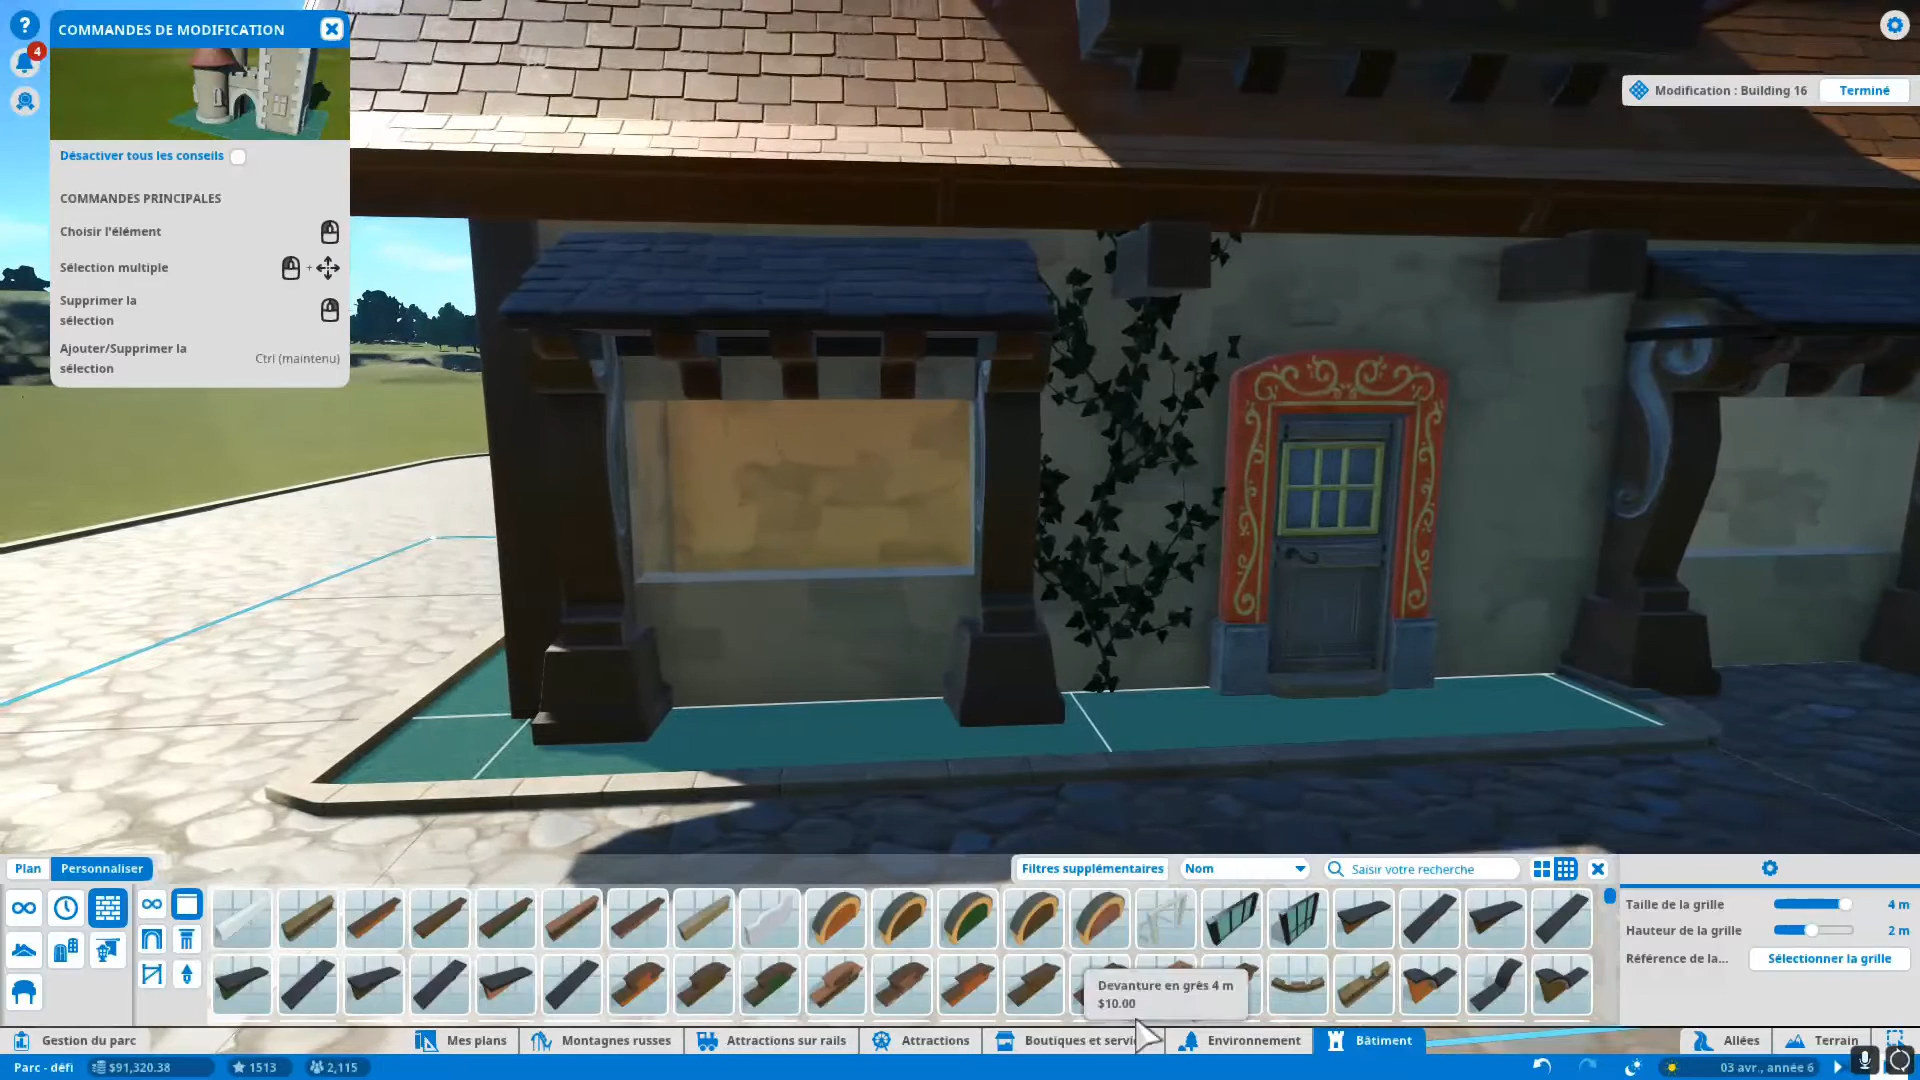 ?
COMMANDES DE MODIFICATION
4
Désactiver tous les conseils
COMMANDES PRINCIPALES
Choisir l'élément
Sélection multiple
+
Supprimer la
sélection
Ajouter/Supprimer la
sélection
Ctrl (maintenu)
Modification : Building 16
Terminé
Plan
Personnaliser
Filtres supplémentaires
Nom
Saisir votre recherche
Taille de la grille
4 m
Hauteur de la grille
2 m
Référence de la...
Sélectionner la grille
Devanture en grès 4 m
$10.00
Gestion du parc
Mes plans
Montagnes russes
Attractions sur rails
Attractions
Boutiques et servi
Environnement
Bâtiment
Allées
Terrain
Parc - défi
$91,320.38
1513
2,115
03 avr., année 6